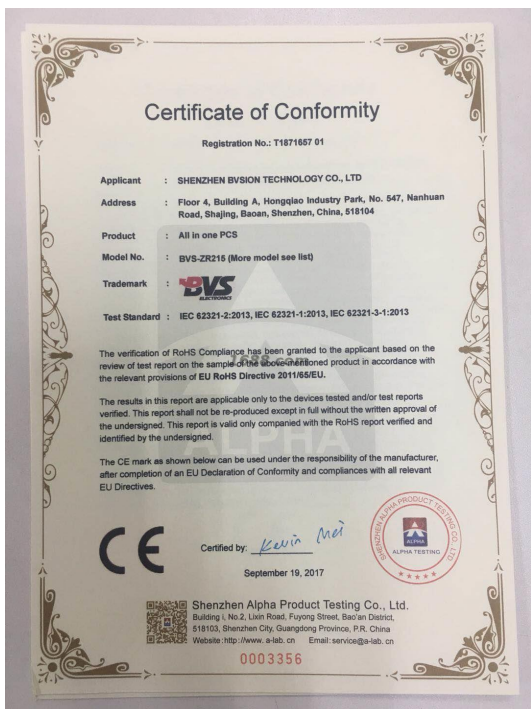 Certificate of Conformity
Registration No.: T1871657 01
Applicant : SHENZHEN BVSION TECHNOLOGY CO., LTD
Address : Floor 4, Building A, Hongqiao Industry Park, No. 547, Nanhuan
Road, Shajing, Baoan, Shenzhen, China, 518104
Product : All in one PCS
Model No. : BVS-ZR215 (More model see list)
Trademark : BVS
ELECTRONICS
Test Standard : IEC 62321-2:2013, IEC 62321-1:2013, IEC 62321-3-1:2013
The verification of RoHS Compliance has been granted to the applicant based on the
1688.com
review of test report on the sample of the above-mentioned product in accordance with
the relevant provisions of EU RoHS Directive 2011/65/EU.
The results in this report are applicable only to the devices tested and/or test reports
verified. This report shall not be re-produced except in full without the written approval of
the undersigned. This report is valid only companied with the RoHS report verified and
identified by the undersigned.
ALPHA
The CE mark as shown below can be used under the responsibility of the manufacturer,
after completion of an EU Declaration of Conformity and compliances with all relevant
EU Directives.
CE
Certified by: Kevin Mei
September 19, 2017
SHENZHEN ALPHA PRODUCT TESTING CO., LTD
ALPHA
ALPHA TESTING
Shenzhen Alpha Product Testing Co., Ltd.
Building i, No.2, Lixin Road, Fuyong Street, Bao'an District,
518103, Shenzhen City, Guangdong Province, P.R. China
Website:http://www. a-lab. cn Email:service@a-lab. cn
0003356